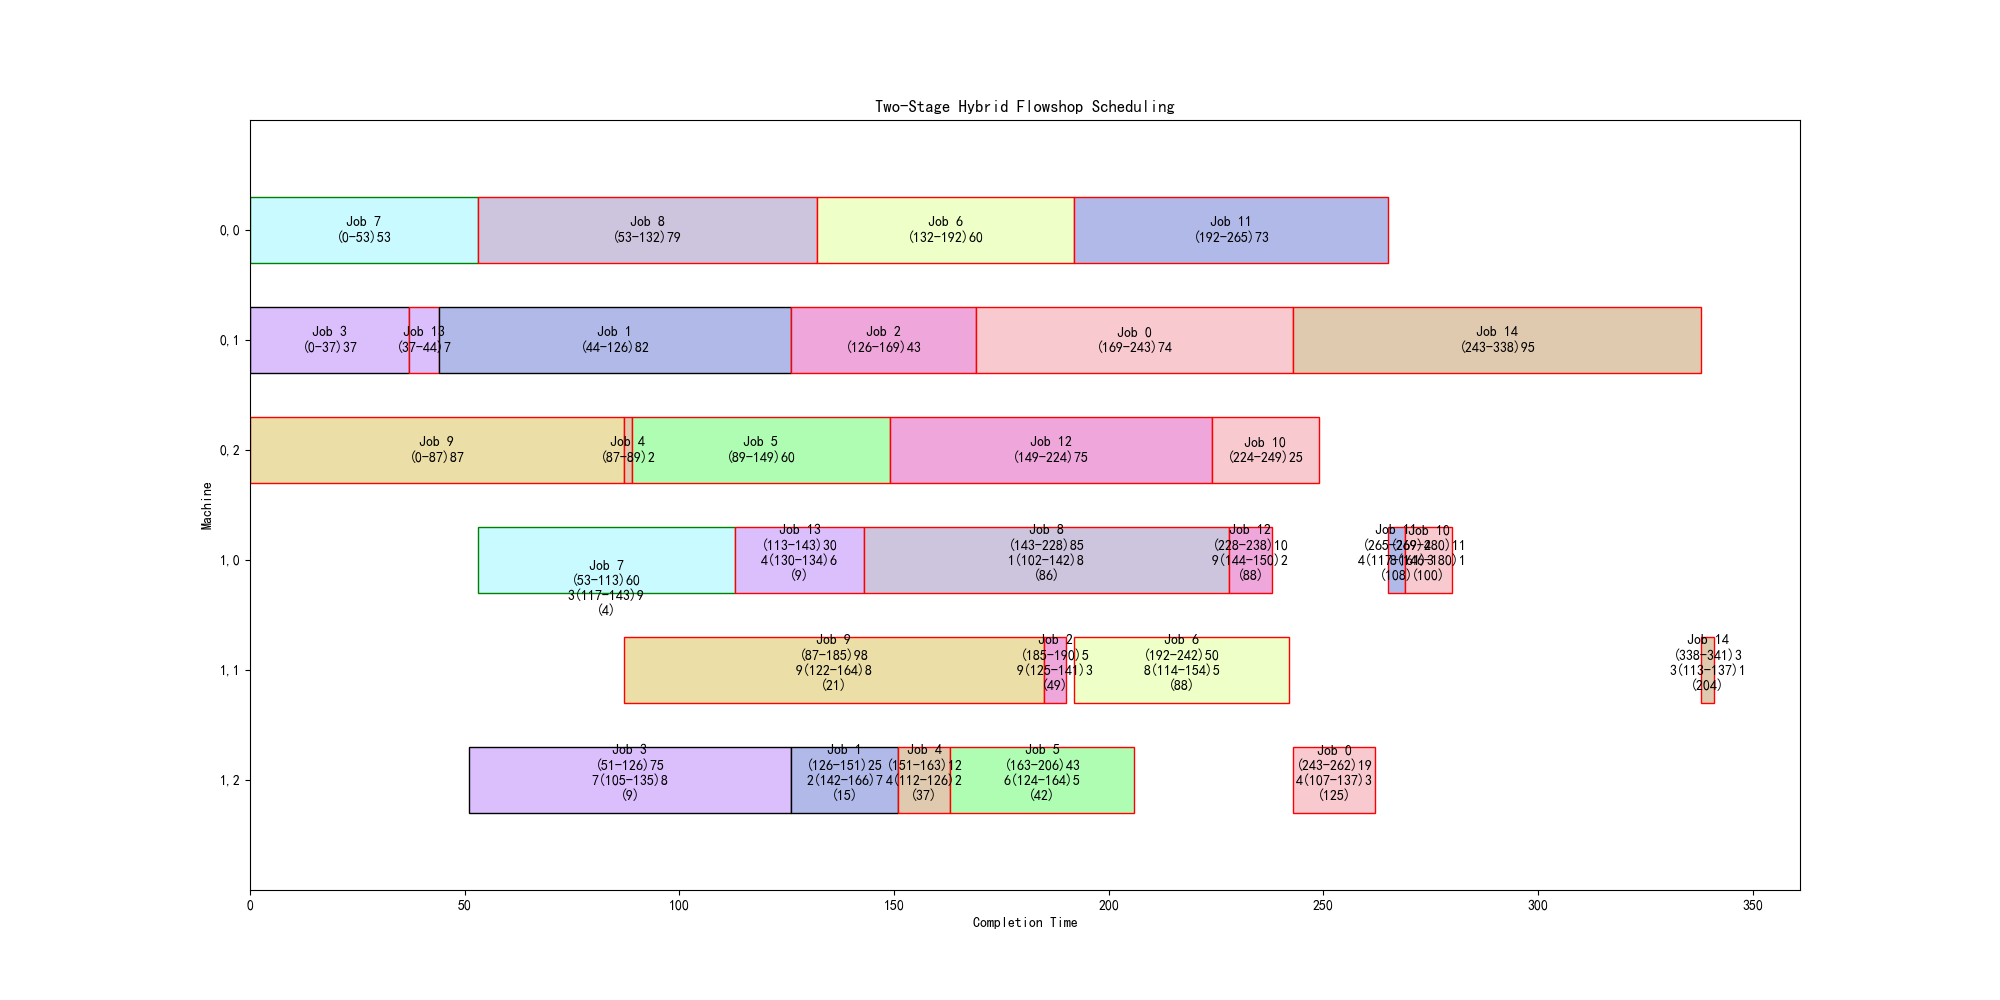 Two-Stage Hybrid Flowshop Scheduling
0,0
Job 7
(0-53)53
Job 8
(53-132)79
Job 6
(132-192)60
Job 11
(192-265)73
0,1
Job 3
(0-37)37
Job 13
(37-44)7
Job 1
(44-126)82
Job 2
(126-169)43
Job 0
(169-243)74
Job 14
(243-338)95
0,2
Job 9
(0-87)87
Job 4
(87-89)2
Job 5
(89-149)60
Job 12
(149-224)75
Job 10
(224-249)25
Machine
1,0
Job 7
(53-113)60
3(117-143)9
(4)
Job 13
(113-143)30
4(130-134)6
(9)
Job 8
(143-228)85
1(102-142)8
(86)
Job 12
(228-238)10
9(144-150)2
(88)
Job 11
(265-269)4
(108)
Job 10
(269-280)11
(100)
1,1
Job 9
(87-185)98
9(122-164)8
(21)
Job 2
(185-190)5
9(125-141)3
(49)
Job 6
(192-242)50
8(114-154)5
(88)
Job 14
(338-341)3
3(113-137)1
(204)
1,2
Job 3
(51-126)75
7(105-135)8
(9)
Job 1
(126-151)25
2(142-166)7
(15)
Job 4
(151-163)12
4(112-126)2
(37)
Job 5
(163-206)43
6(124-164)5
(42)
Job 0
(243-262)19
4(107-137)3
(125)
0 50 100 150 200 250 300 350
Completion Time